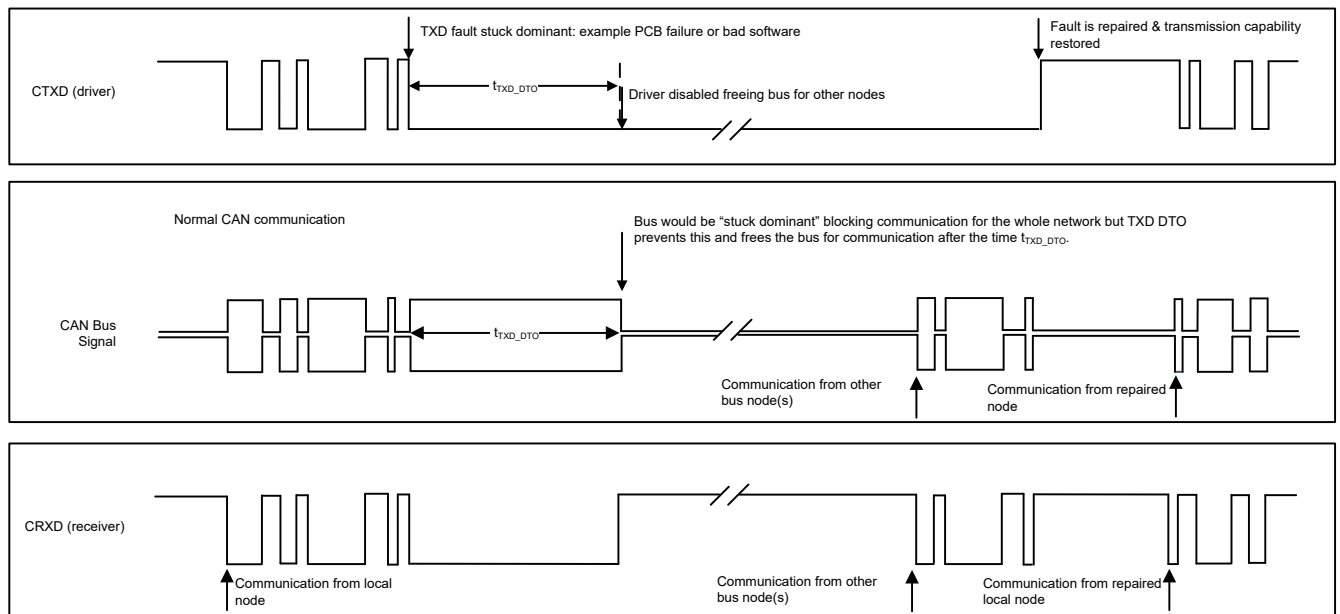 TXD fault stuck dominant: example PCB failure or bad software
Fault is repaired & transmission capability
restored
CTXD (driver)
tTXD_DTO
Driver disabled freeing bus for other nodes
Normal CAN communication
Bus would be “stuck dominant” blocking communication for the whole network but TXD DTO
prevents this and frees the bus for communication after the time tTXD_DTO.
CAN Bus
Signal
tTXD_DTO
Communication from other
bus node(s)
Communication from repaired
node
CRXD (receiver)
Communication from local
node
Communication from other
bus node(s)
Communication from repaired
local node